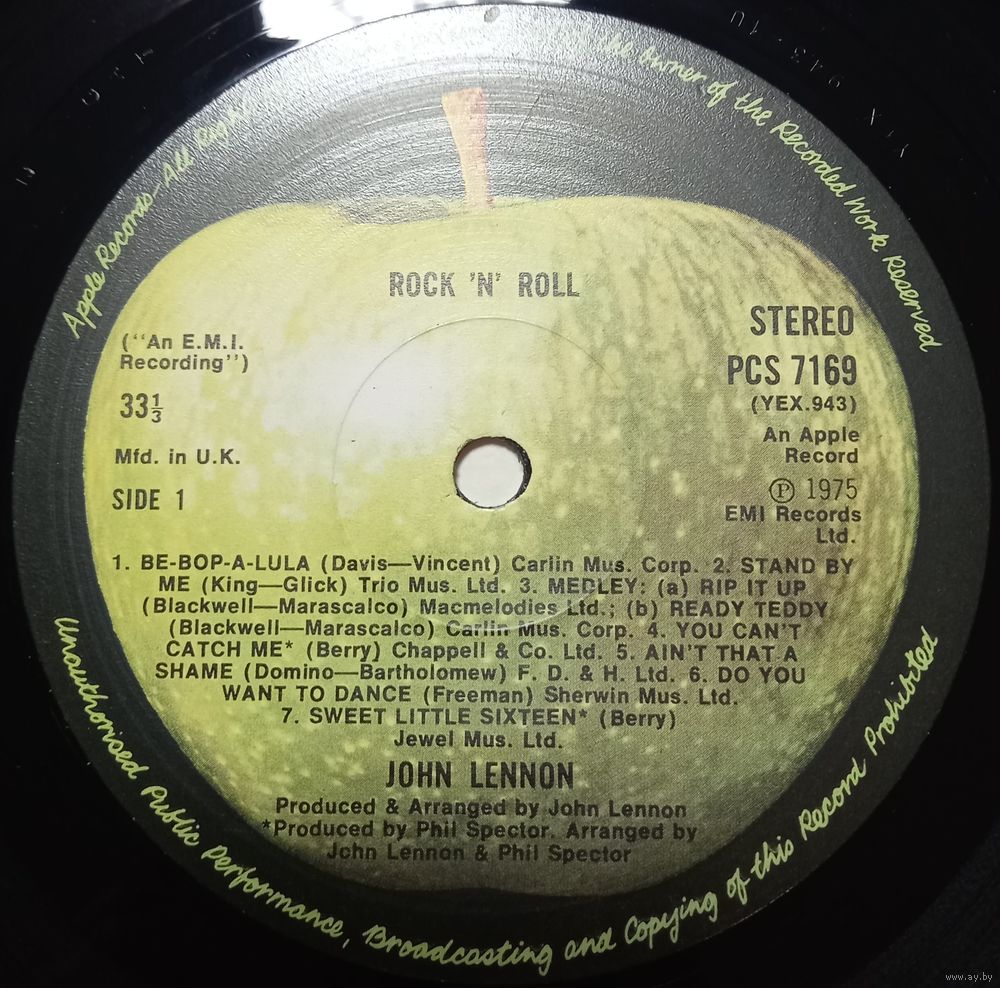 Apple Records—All Right
the owner of the Recorded Work Reserved
ROCK 'N' ROLL
("An E.M.I.
Recording")
33⅓
Mfd. in U.K.
SIDE 1
STEREO
PCS 7169
(YEX.943)
An Apple
Record
Ⓟ 1975
EMI Records
Ltd.
1. BE-BOP-A-LULA (Davis—Vincent) Carlin Mus. Corp. 2. STAND BY
ME (King—Glick) Trio Mus. Ltd. 3. MEDLEY: (a) RIP IT UP
(Blackwell—Marascalco) Macmelodies Ltd.; (b) READY TEDDY
(Blackwell—Marascalco) Carlin Mus. Corp. 4. YOU CAN'T
CATCH ME* (Berry) Chappell & Co. Ltd. 5. AIN'T THAT A
SHAME (Domino—Bartholomew) F. D. & H. Ltd. 6. DO YOU
WANT TO DANCE (Freeman) Sherwin Mus. Ltd.
7. SWEET LITTLE SIXTEEN* (Berry)
Jewel Mus. Ltd.
JOHN LENNON
Produced & Arranged by John Lennon
*Produced by Phil Spector. Arranged by
John Lennon & Phil Spector
Unauthorised Public Performance, Broadcasting and Copying of this Record Prohibited
www.ay.by